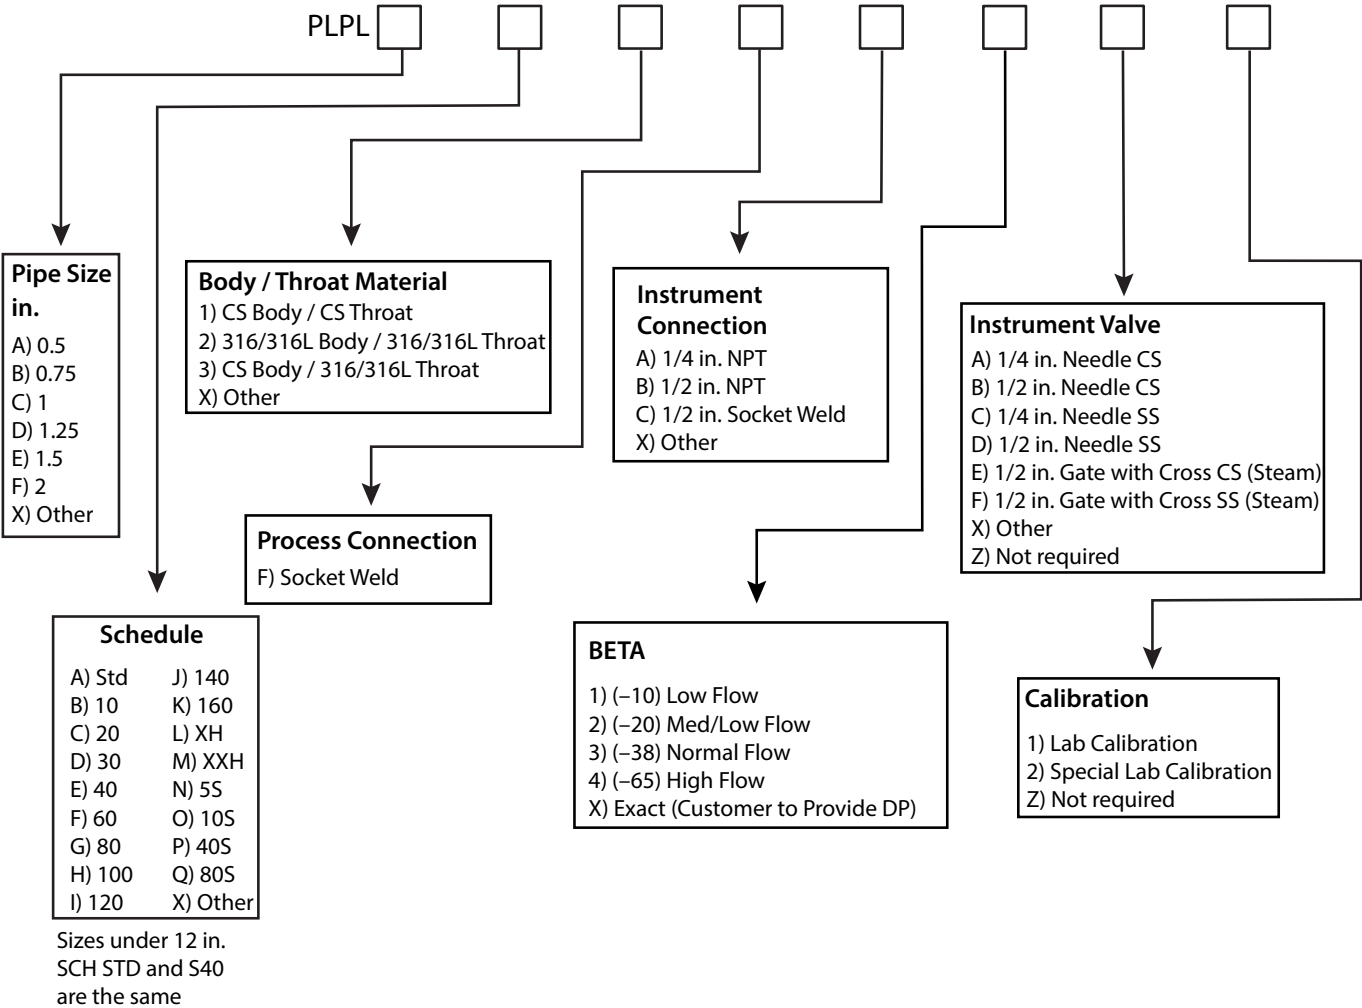 PLPL
Pipe Size
in.
A) 0.5
B) 0.75
C) 1
D) 1.25
E) 1.5
F) 2
X) Other
Body / Throat Material
1) CS Body / CS Throat
2) 316/316L Body / 316/316L Throat
3) CS Body / 316/316L Throat
X) Other
Instrument
Connection
A) 1/4 in. NPT
B) 1/2 in. NPT
C) 1/2 in. Socket Weld
X) Other
Instrument Valve
A) 1/4 in. Needle CS
B) 1/2 in. Needle CS
C) 1/4 in. Needle SS
D) 1/2 in. Needle SS
E) 1/2 in. Gate with Cross CS (Steam)
F) 1/2 in. Gate with Cross SS (Steam)
X) Other
Z) Not required
Process Connection
F) Socket Weld
Schedule
A) Std J) 140
B) 10 K) 160
C) 20 L) XH
D) 30 M) XXH
E) 40 N) 5S
F) 60 O) 10S
G) 80 P) 40S
H) 100 Q) 80S
I) 120 X) Other
Sizes under 12 in.
SCH STD and S40
are the same
BETA
1) (–10) Low Flow
2) (–20) Med/Low Flow
3) (–38) Normal Flow
4) (–65) High Flow
X) Exact (Customer to Provide DP)
Calibration
1) Lab Calibration
2) Special Lab Calibration
Z) Not required